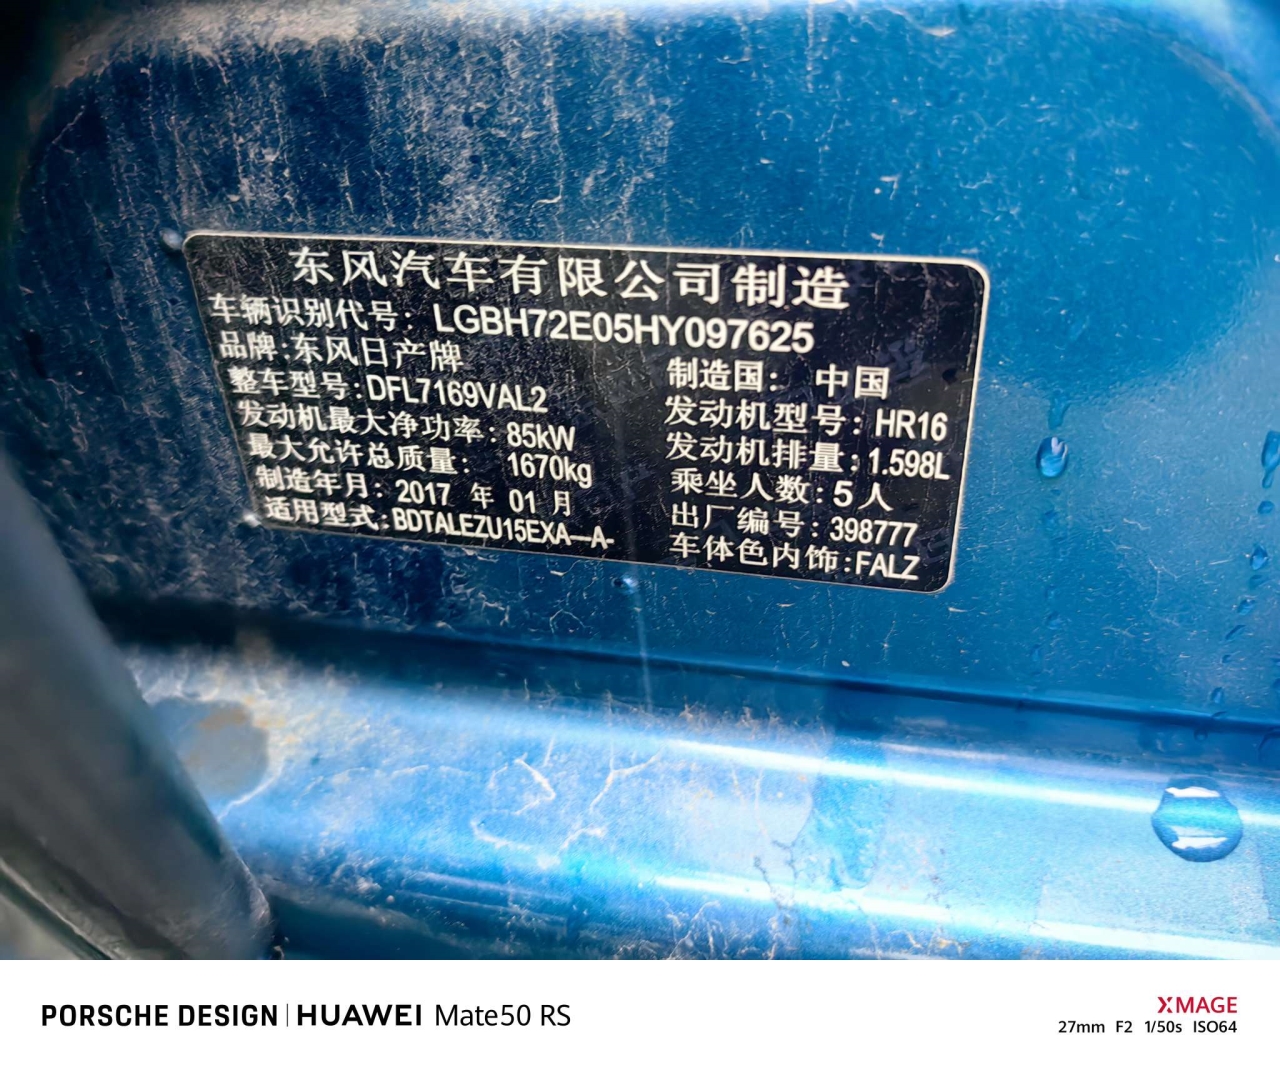 东风汽车有限公司制造
车辆识别代号: LGBH72E05HY097625
品牌:东风日产牌 制造国: 中国
整车型号:DFL7169VAL2 发动机型号: HR16
发动机最大净功率: 85kW 发动机排量: 1.598L
最大允许总质量: 1670kg 乘坐人数: 5 人
制造年月: 2017 年 01 月 出厂编号: 398777
适用型式:BDTALEZU15EXA—A- 车体色内饰:FALZ
PORSCHE DESIGN | HUAWEI Mate50 RS
XMAGE
27mm F2 1/50s ISO64